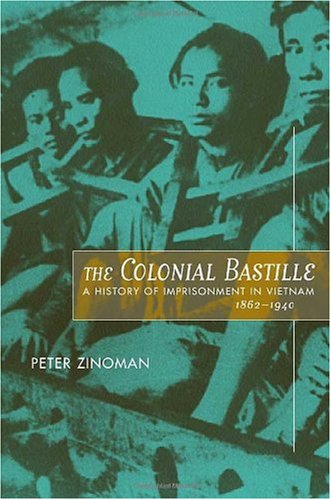 THE COLONIAL BASTILLE
A HISTORY OF IMPRISONMENT IN VIETNAM
1862–1940
PETER ZINOMAN